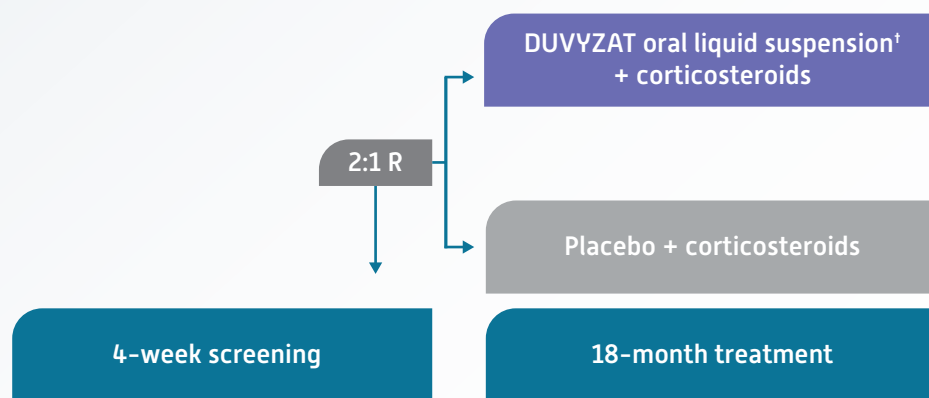 DUVYZAT oral liquid suspension†
+ corticosteroids
2:1 R
Placebo + corticosteroids
4-week screening
18-month treatment